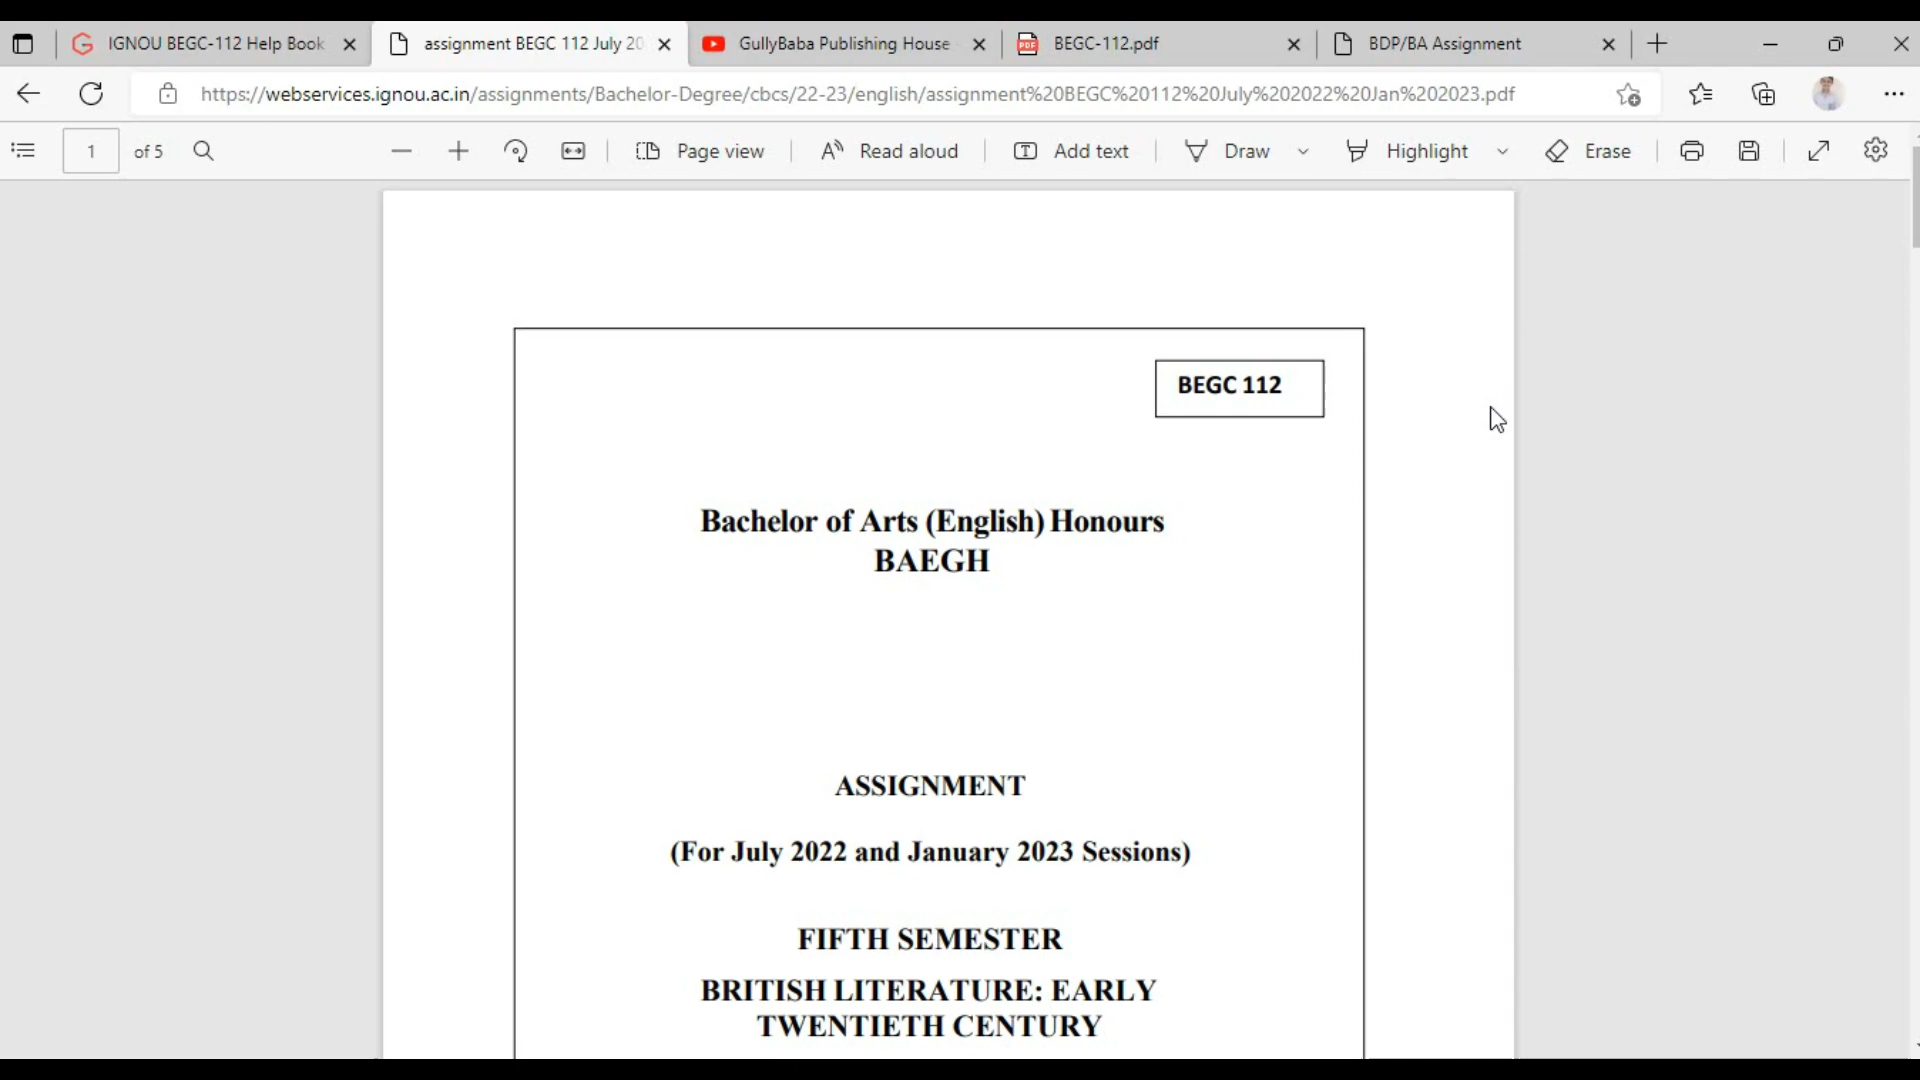 IGNOU BEGC-112 Help Book
assignment BEGC 112 July 20
GullyBaba Publishing House
BEGC-112.pdf
BDP/BA Assignment
https://webservices.ignou.ac.in/assignments/Bachelor-Degree/cbcs/22-23/english/assignment%20BEGC%20112%20July%202022%20Jan%202023.pdf
1 of 5
Page view
Read aloud
Add text
Draw
Highlight
Erase
BEGC 112
Bachelor of Arts (English) Honours
BAEGH
ASSIGNMENT
(For July 2022 and January 2023 Sessions)
FIFTH SEMESTER
BRITISH LITERATURE: EARLY
TWENTIETH CENTURY